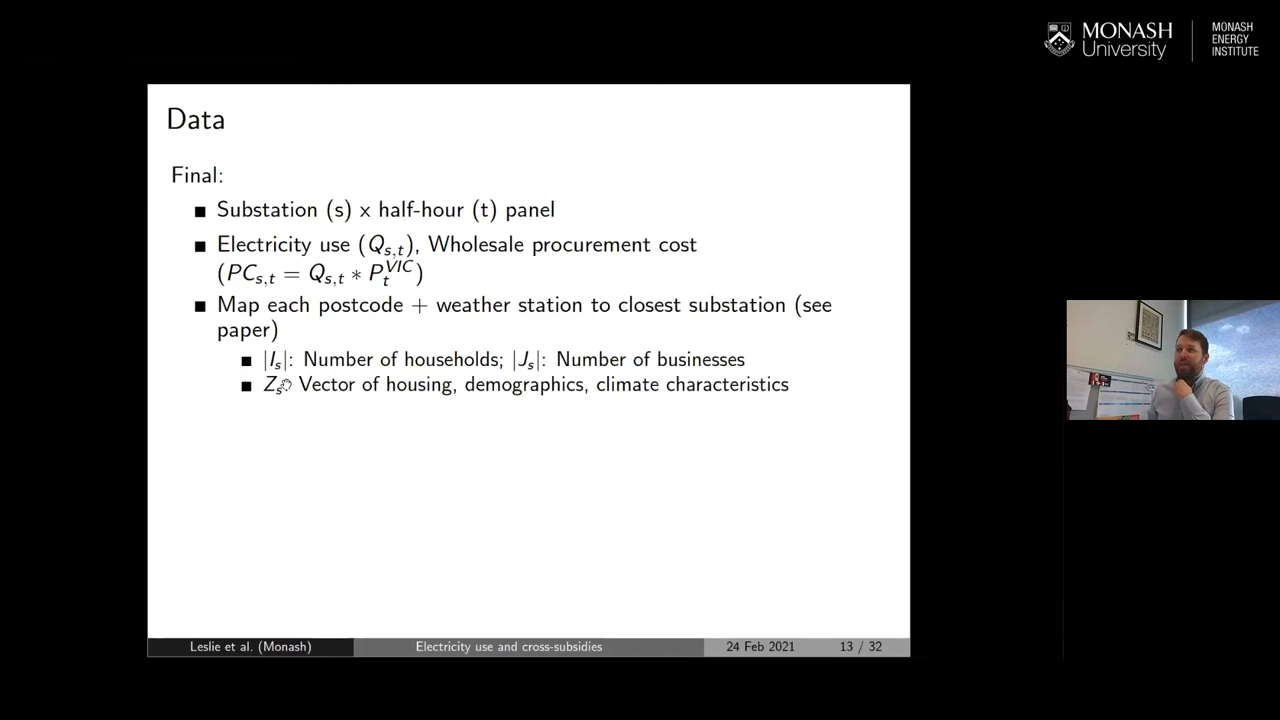 MONASH University
MONASH ENERGY INSTITUTE
Data
Final:
■ Substation (s) x half-hour (t) panel
■ Electricity use (Q_{s,t}), Wholesale procurement cost
(PC_{s,t} = Q_{s,t} ∗ P_t^{VIC})
■ Map each postcode + weather station to closest substation (see
paper)
■ |I_s|: Number of households; |J_s|: Number of businesses
■ Z_s: Vector of housing, demographics, climate characteristics
Leslie et al. (Monash) Electricity use and cross-subsidies 24 Feb 2021 13 / 32